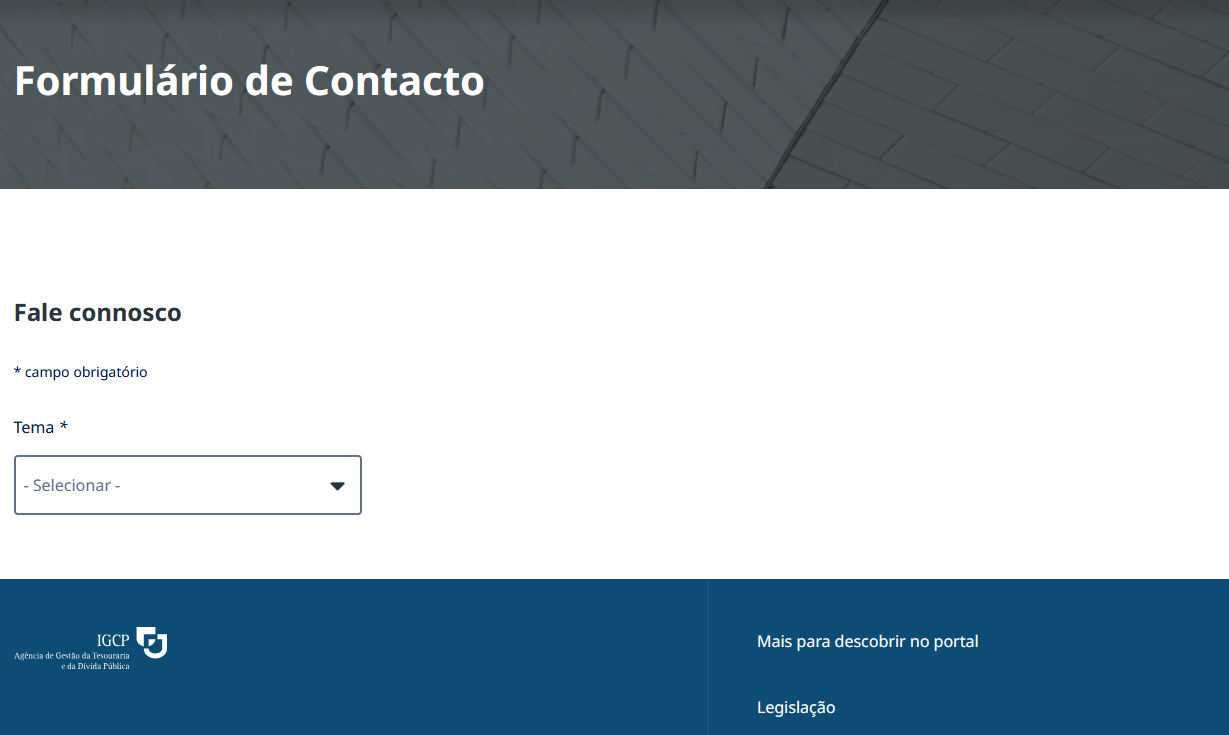 Formulário de Contacto
Fale connosco
* campo obrigatório
Tema *
- Selecionar -
IGCP
Agência de Gestão da Tesouraria
e da Dívida Pública
Mais para descobrir no portal
Legislação